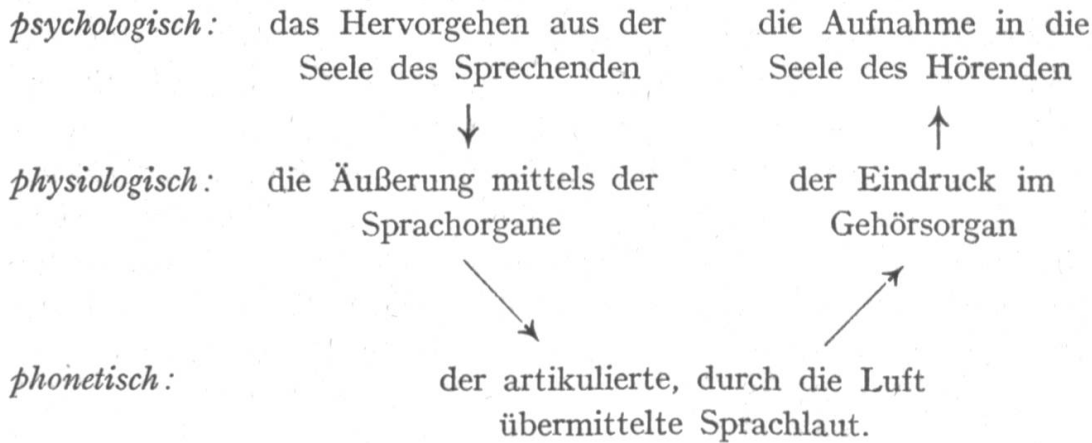 psychologisch: das Hervorgehen aus der die Aufnahme in die
Seele des Sprechenden Seele des Hörenden
physiologisch: die Äußerung mittels der der Eindruck im
Sprachorgane Gehörsorgan
phonetisch: der artikulierte, durch die Luft
übermittelte Sprachlaut.